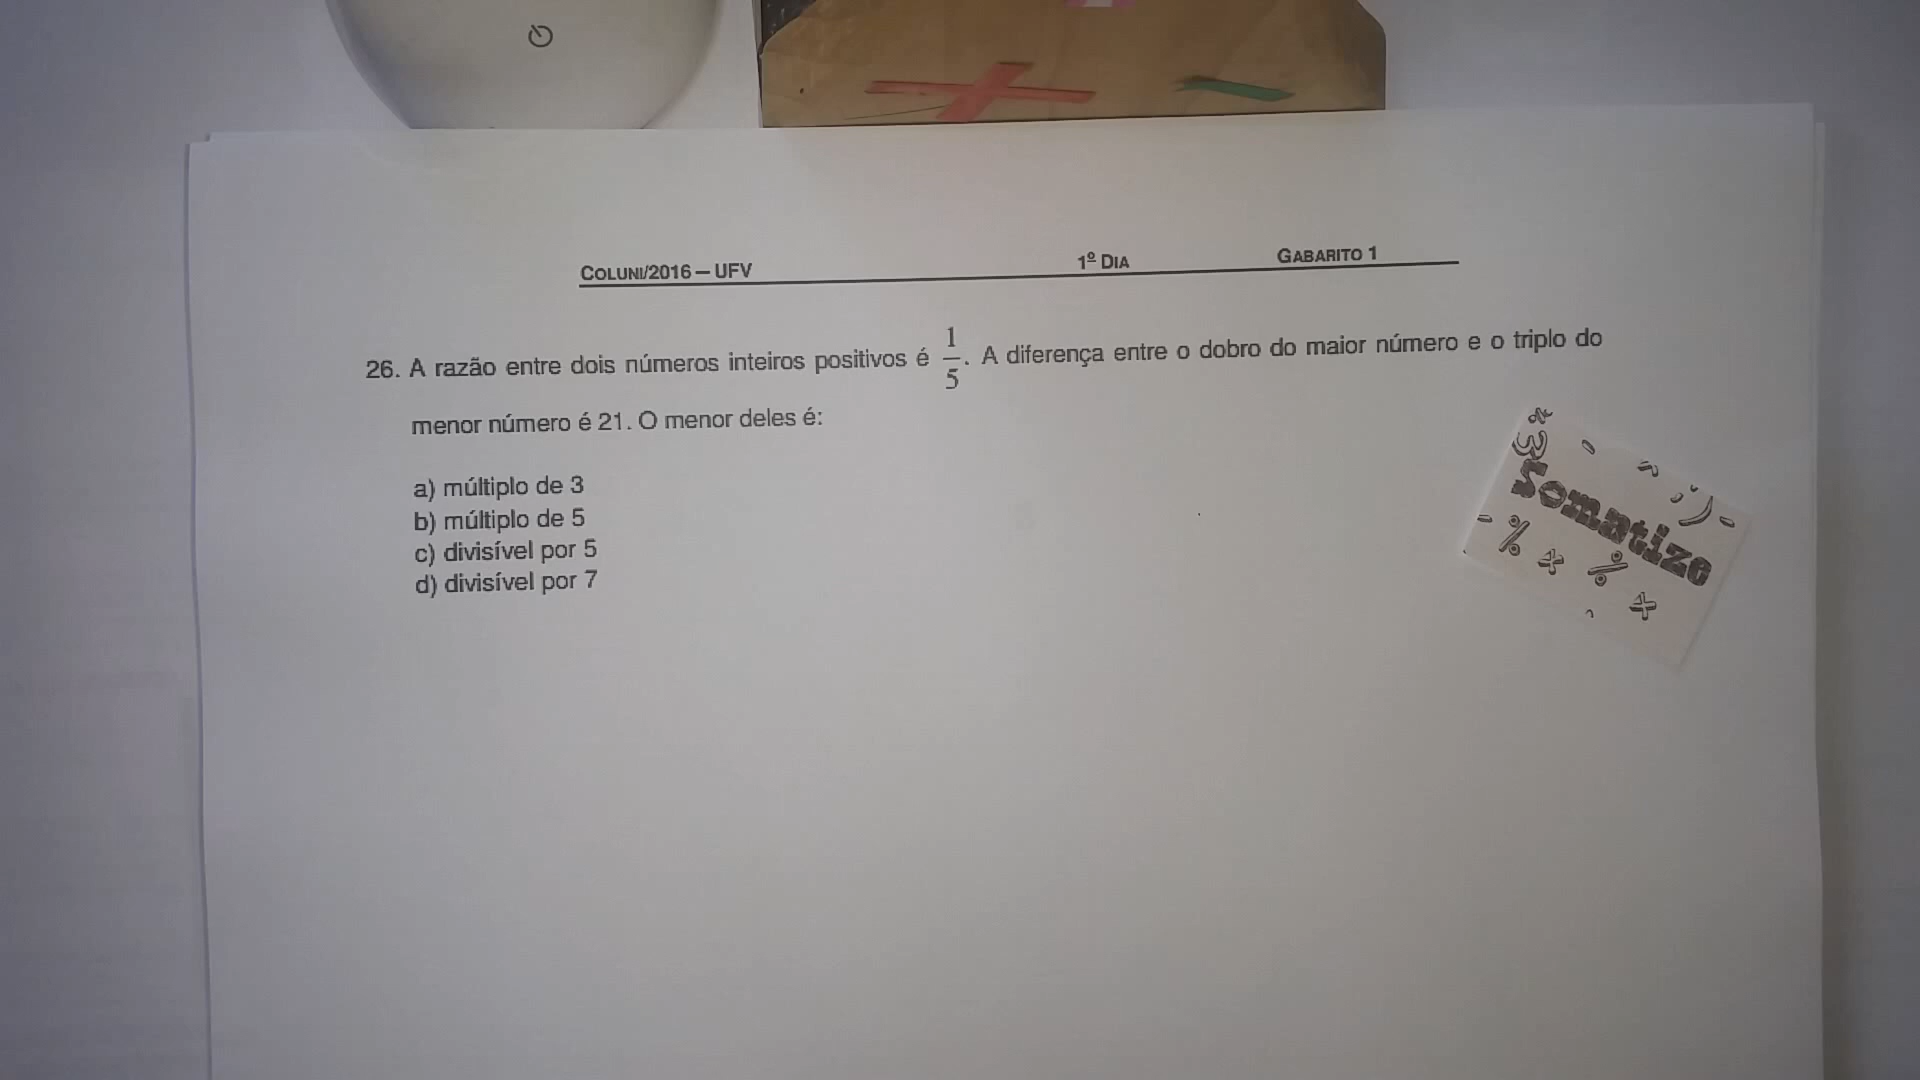 COLUNI/2016 – UFV 1º DIA GABARITO 1
26. A razão entre dois números inteiros positivos é 1/5. A diferença entre o dobro do maior número e o triplo do
menor número é 21. O menor deles é:
a) múltiplo de 3
b) múltiplo de 5
c) divisível por 5
d) divisível por 7
Somatize